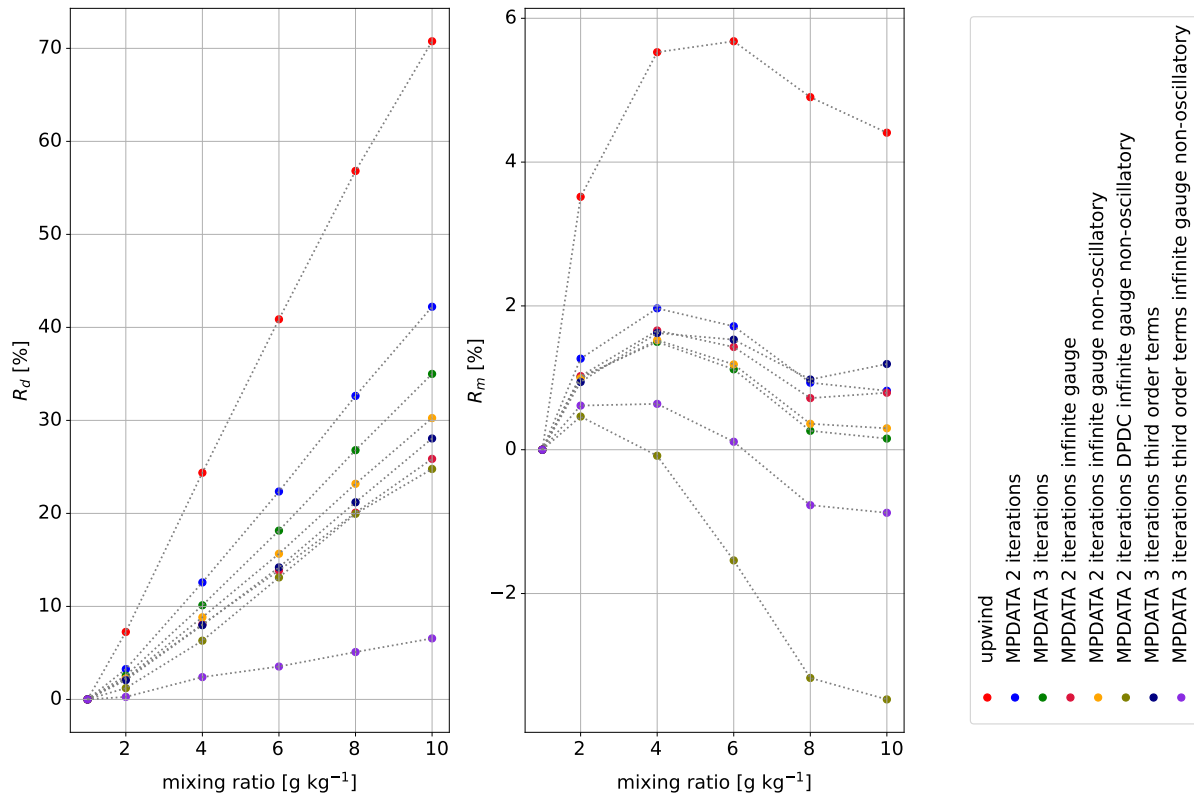 70
60
50
40
30
20
10
0
R_d [%]
2
4
6
8
10
mixing ratio [g kg⁻¹]
6
4
2
0
−2
R_m [%]
2
4
6
8
10
mixing ratio [g kg⁻¹]
upwind
MPDATA 2 iterations
MPDATA 3 iterations
MPDATA 2 iterations infinite gauge
MPDATA 2 iterations infinite gauge non-oscillatory
MPDATA 2 iterations DPDC infinite gauge non-oscillatory
MPDATA 3 iterations third order terms
MPDATA 3 iterations third order terms infinite gauge non-oscillatory